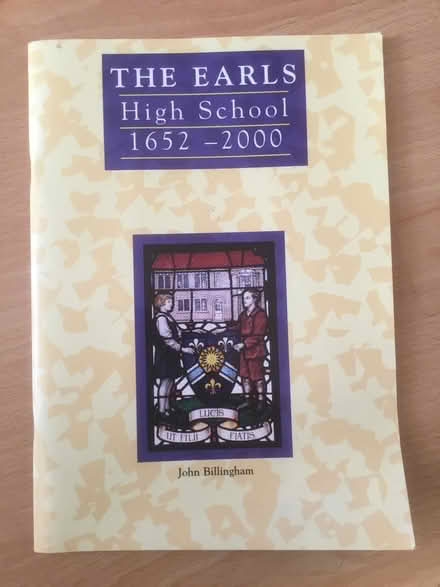 THE EARLS
High School
1652 – 2000
LUCIS
UT FILII FIATIS
John Billingham